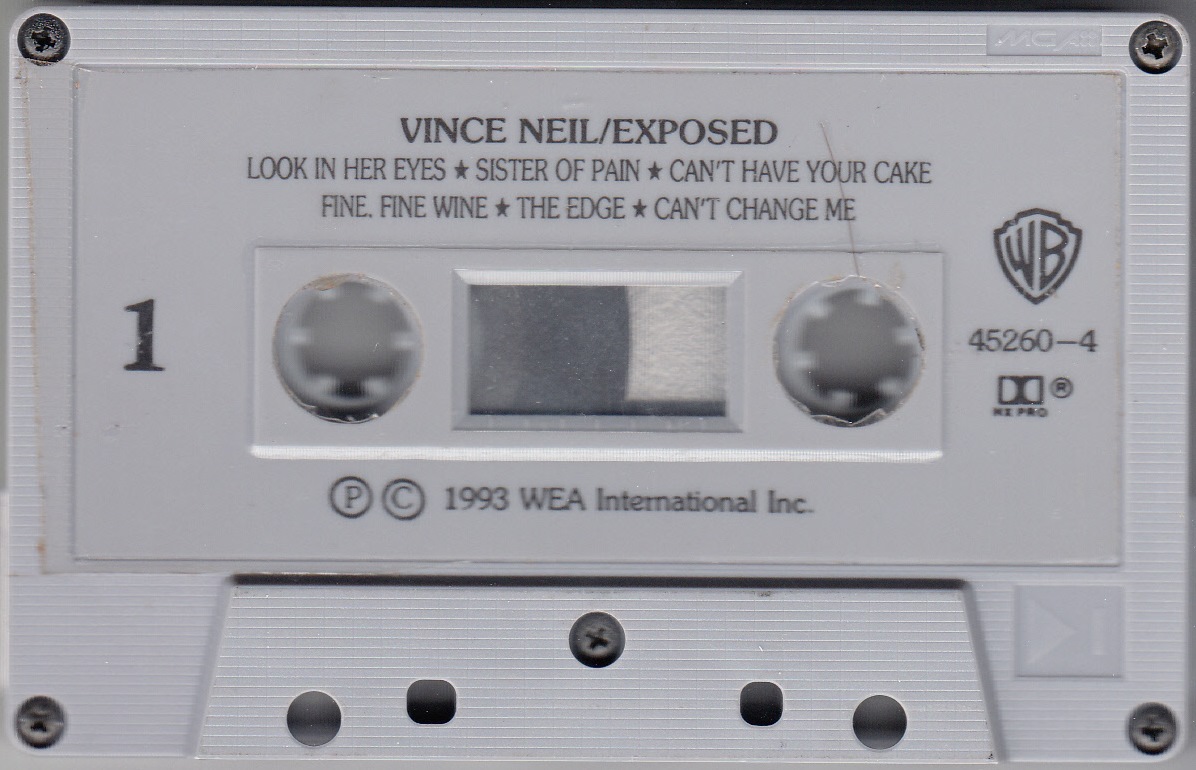 MCA
VINCE NEIL/EXPOSED
LOOK IN HER EYES ★ SISTER OF PAIN ★ CAN'T HAVE YOUR CAKE
FINE, FINE WINE ★ THE EDGE ★ CAN'T CHANGE ME
WB
1
45260–4
®
HX PRO
Ⓟ Ⓒ 1993 WEA International Inc.